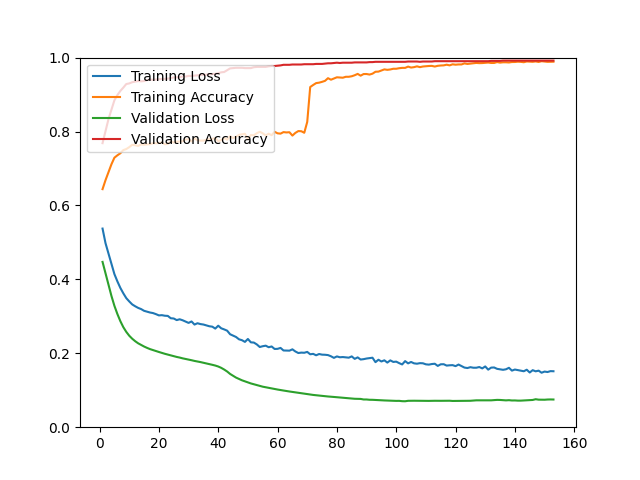 Training Loss
Training Accuracy
Validation Loss
Validation Accuracy
1.0
0.8
0.6
0.4
0.2
0.0
0 20 40 60 80 100 120 140 160